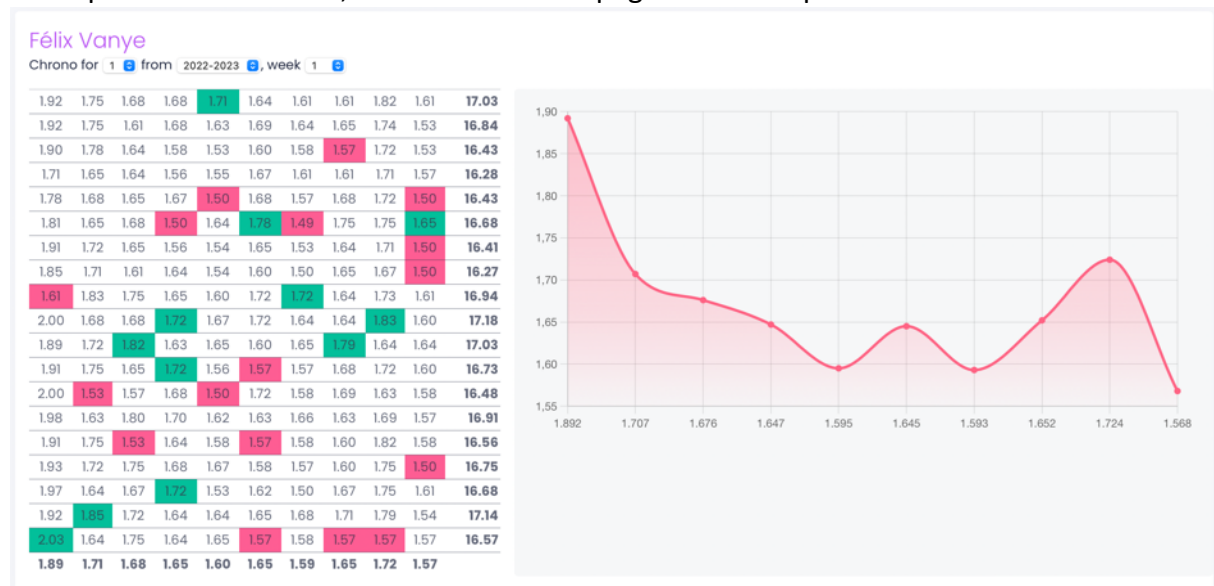 Félix Vanye
Chrono for 1 from 2022-2023, week 1
1.92 1.75 1.68 1.68 1.71 1.64 1.61 1.61 1.82 1.61 17.03
1.92 1.75 1.61 1.68 1.63 1.69 1.64 1.65 1.74 1.53 16.84
1.90 1.78 1.64 1.58 1.53 1.60 1.58 1.57 1.72 1.53 16.43
1.71 1.65 1.64 1.56 1.55 1.67 1.61 1.61 1.71 1.57 16.28
1.78 1.68 1.65 1.67 1.50 1.68 1.57 1.68 1.72 1.50 16.43
1.81 1.65 1.68 1.50 1.64 1.78 1.49 1.75 1.75 1.65 16.68
1.91 1.72 1.65 1.56 1.54 1.65 1.53 1.64 1.71 1.50 16.41
1.85 1.71 1.61 1.64 1.54 1.60 1.50 1.65 1.67 1.50 16.27
1.61 1.83 1.75 1.65 1.60 1.72 1.72 1.64 1.73 1.61 16.94
2.00 1.68 1.68 1.72 1.67 1.72 1.64 1.64 1.83 1.60 17.18
1.89 1.72 1.82 1.63 1.65 1.60 1.65 1.79 1.64 1.64 17.03
1.91 1.75 1.65 1.72 1.56 1.57 1.57 1.68 1.72 1.60 16.73
2.00 1.53 1.57 1.68 1.50 1.72 1.58 1.69 1.63 1.58 16.48
1.98 1.63 1.80 1.70 1.62 1.63 1.66 1.63 1.69 1.57 16.91
1.91 1.75 1.53 1.64 1.58 1.57 1.58 1.60 1.82 1.58 16.56
1.93 1.72 1.75 1.68 1.67 1.58 1.57 1.60 1.75 1.50 16.75
1.97 1.64 1.67 1.72 1.53 1.62 1.50 1.67 1.75 1.61 16.68
1.92 1.85 1.72 1.64 1.64 1.65 1.68 1.71 1.79 1.54 17.14
2.03 1.64 1.75 1.64 1.65 1.57 1.58 1.57 1.57 1.57 16.57
1.89 1.71 1.68 1.65 1.60 1.65 1.59 1.65 1.72 1.57
1,90
1,85
1,80
1,75
1,70
1,65
1,60
1,55
1.892 1.707 1.676 1.647 1.595 1.645 1.593 1.652 1.724 1.568